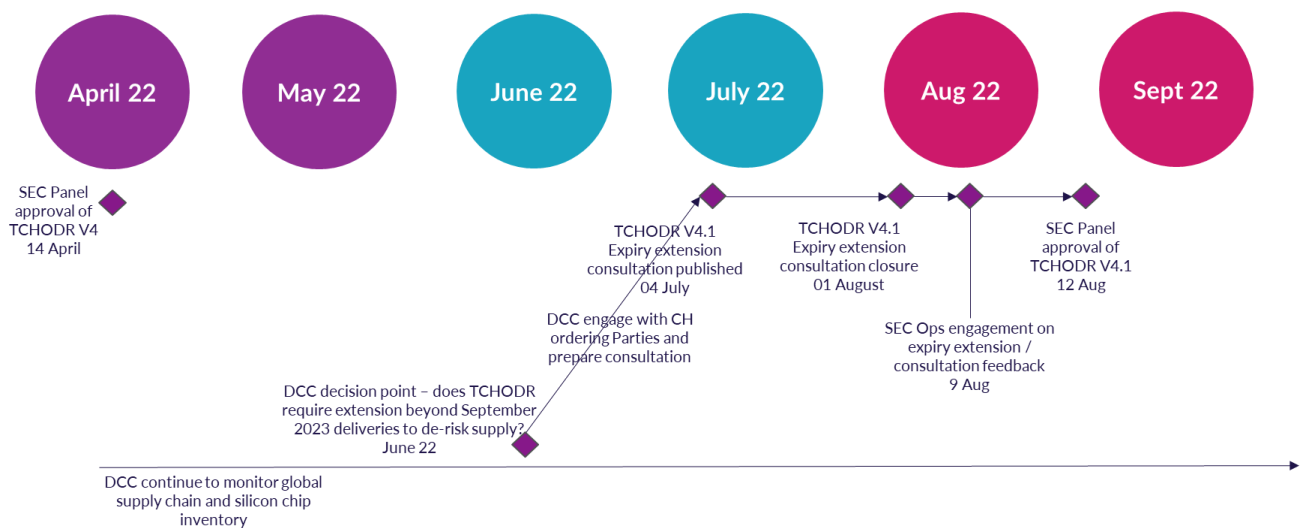 April 22
May 22
June 22
July 22
Aug 22
Sept 22
SEC Panel
approval of
TCHODR V4
14 April
TCHODR V4.1
Expiry extension
consultation published
04 July
TCHODR V4.1
Expiry extension
consultation closure
01 August
SEC Panel
approval of
TCHODR V4.1
12 Aug
DCC engage with CH
ordering Parties and
prepare consultation
SEC Ops engagement on
expiry extension /
consultation feedback
9 Aug
DCC decision point – does TCHODR
require extension beyond September
2023 deliveries to de-risk supply?
June 22
DCC continue to monitor global
supply chain and silicon chip
inventory